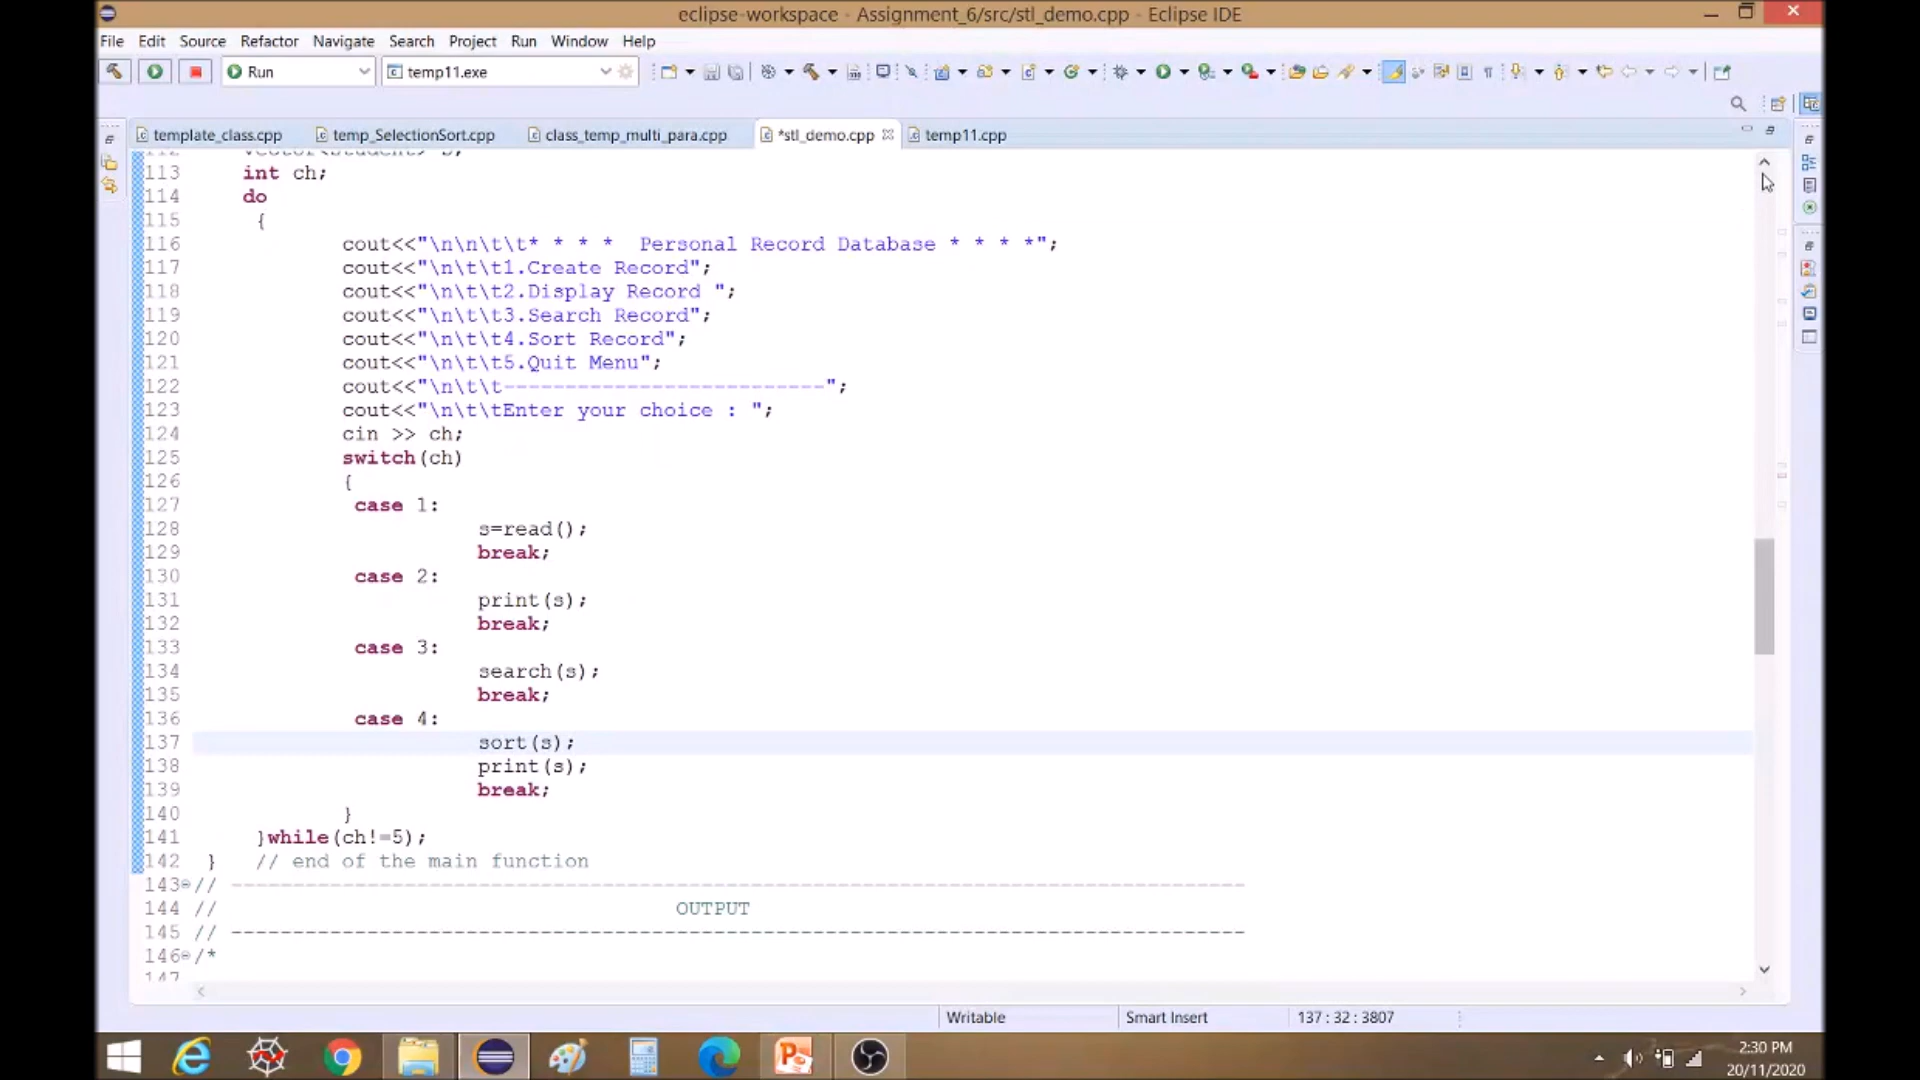 eclipse-workspace - Assignment_6/src/stl_demo.cpp - Eclipse IDE
File Edit Source Refactor Navigate Search Project Run Window Help
Run temp11.exe
template_class.cpp temp_SelectionSort.cpp class_temp_multi_para.cpp *stl_demo.cpp temp11.cpp
112 vector<student> s;
113 int ch;
114 do
115 {
116 cout<<"\n\n\t\t* * * *  Personal Record Database * * * *";
117 cout<<"\n\t\t1.Create Record";
118 cout<<"\n\t\t2.Display Record ";
119 cout<<"\n\t\t3.Search Record";
120 cout<<"\n\t\t4.Sort Record";
121 cout<<"\n\t\t5.Quit Menu";
122 cout<<"\n\t\t--------------------------";
123 cout<<"\n\t\tEnter your choice : ";
124 cin >> ch;
125 switch(ch)
126 {
127 case 1:
128 s=read();
129 break;
130 case 2:
131 print(s);
132 break;
133 case 3:
134 search(s);
135 break;
136 case 4:
137 sort(s);
138 print(s);
139 break;
140 }
141 }while(ch!=5);
142 } // end of the main function
143 // ----------------------------------------------------------------------------------
144 // OUTPUT
145 // ----------------------------------------------------------------------------------
146 /*
147
Writable Smart Insert 137 : 32 : 3807
2:30 PM
20/11/2020